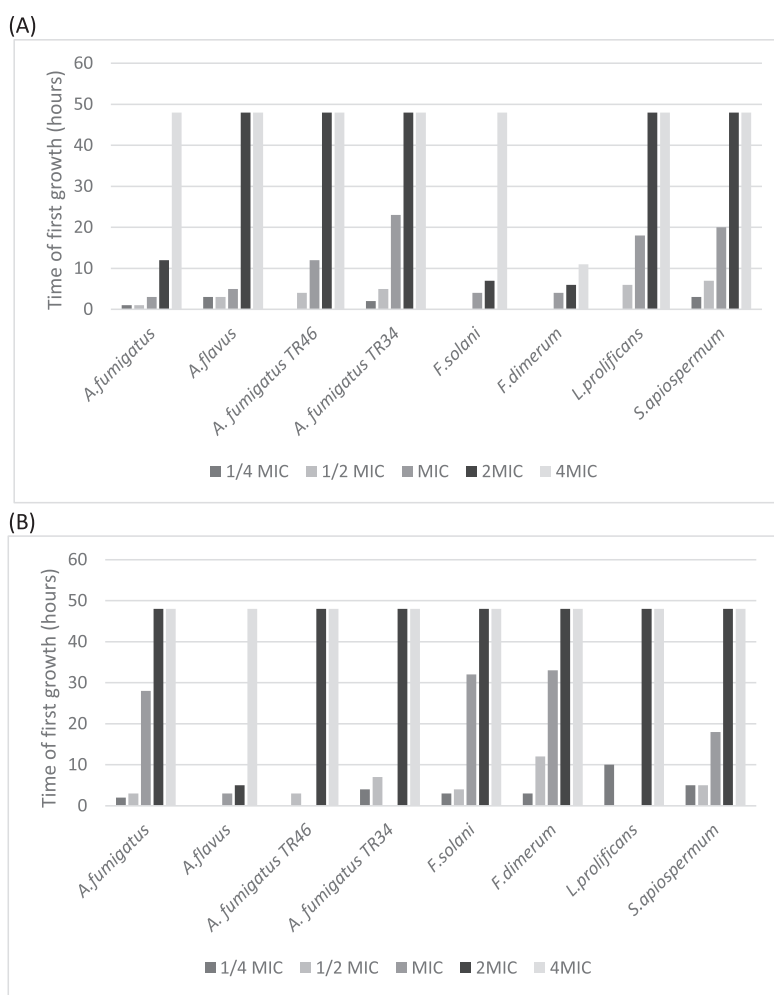 (A)
Time of first growth (hours)
60
50
40
30
20
10
0
A.fumigatus
A.flavus
A. fumigatus TR46
A. fumigatus TR34
F.solani
F.dimerum
L.prolificans
S.apiospermum
1/4 MIC 1/2 MIC MIC 2MIC 4MIC
(B)
Time of first growth (hours)
60
50
40
30
20
10
0
A.fumigatus
A.flavus
A. fumigatus TR46
A. fumigatus TR34
F.solani
F.dimerum
L.prolificans
S.apiospermum
1/4 MIC 1/2 MIC MIC 2MIC 4MIC